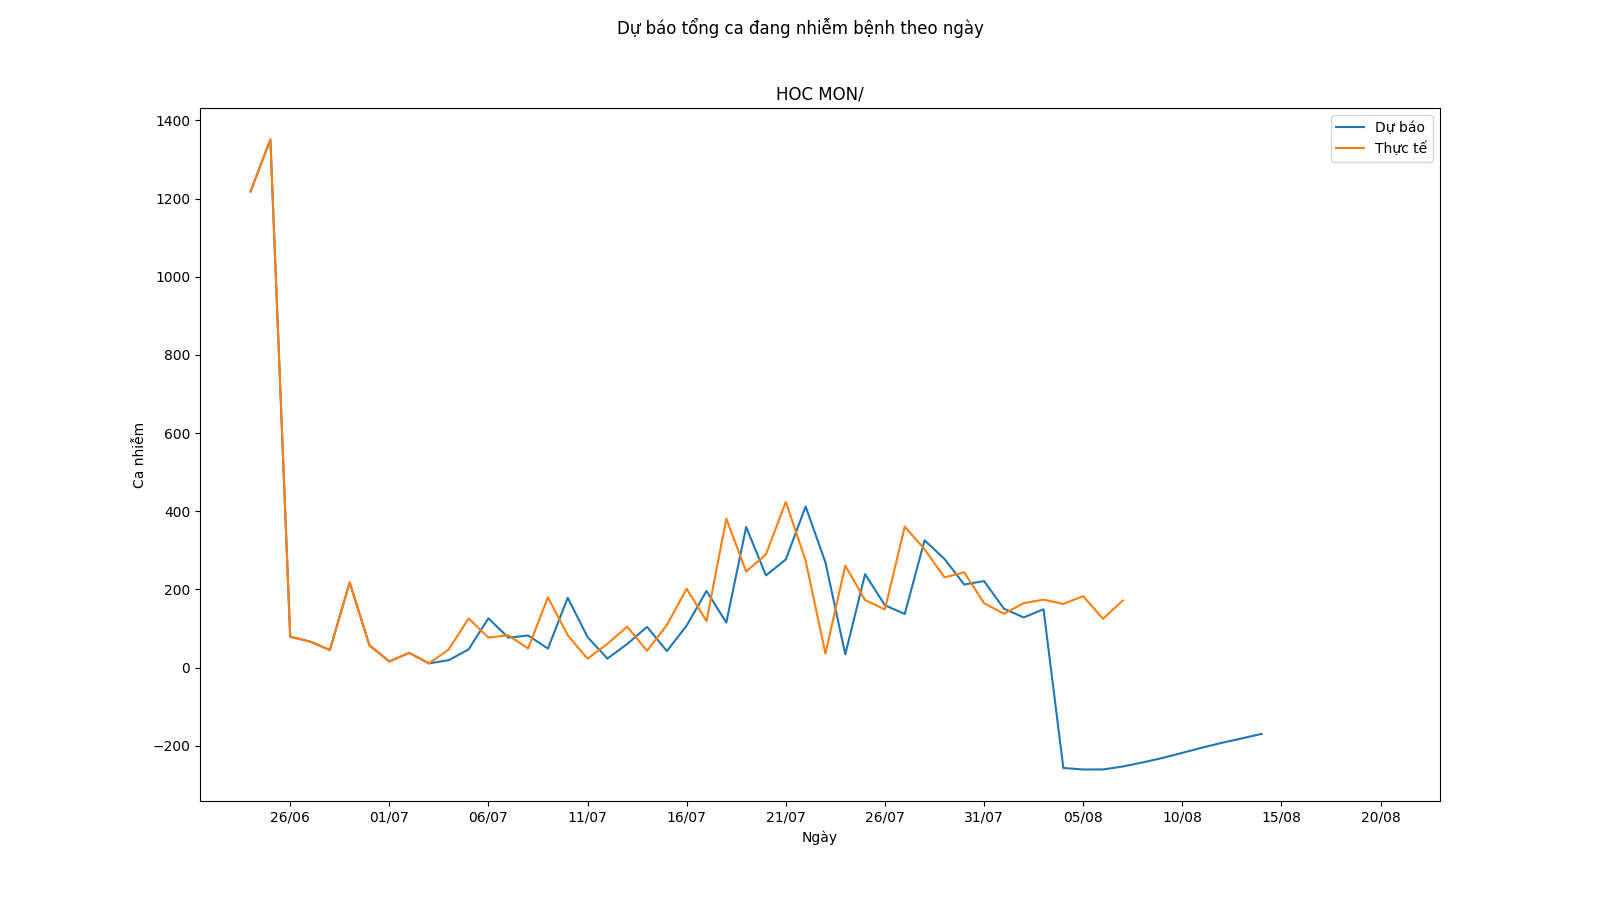 Dự báo tổng ca đang nhiễm bệnh theo ngày
HOC MON/
Dự báo
Thực tế
1400
1200
1000
800
600
400
200
0
−200
Ca nhiễm
26/06 01/07 06/07 11/07 16/07 21/07 26/07 31/07 05/08 10/08 15/08 20/08
Ngày